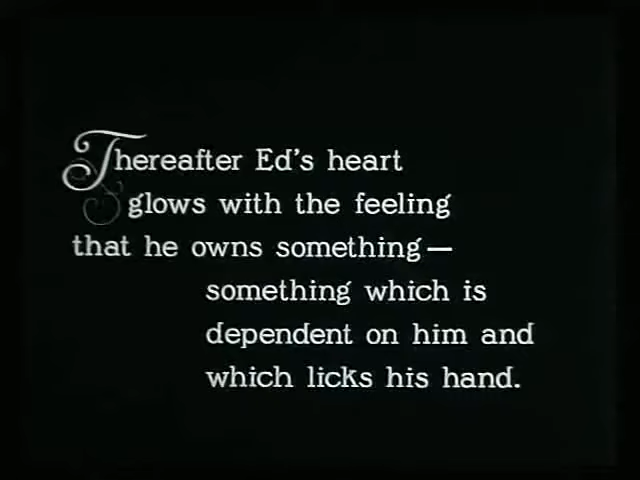 Thereafter Ed's heart
glows with the feeling
that he owns something—
something which is
dependent on him and
which licks his hand.